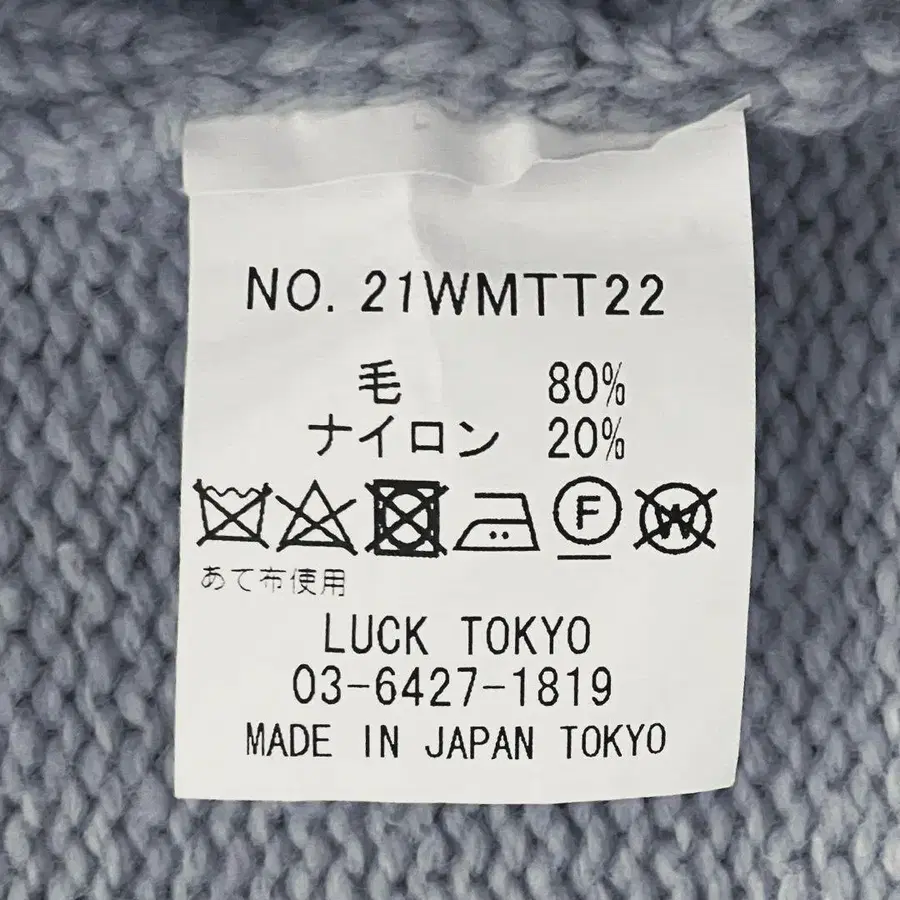 NO. 21WMTT22
毛 80%
ナイロン 20%
F W
あて布使用
LUCK TOKYO
03-6427-1819
MADE IN JAPAN TOKYO